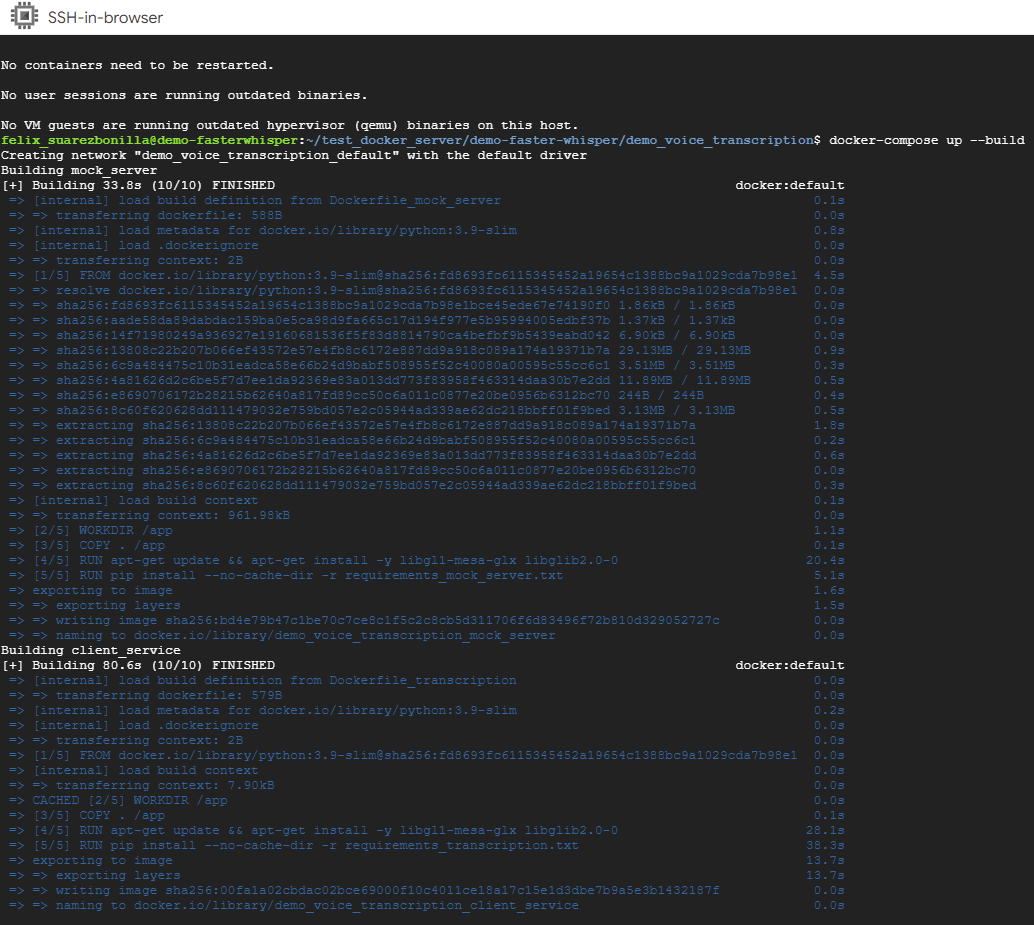 SSH-in-browser
No containers need to be restarted.
No user sessions are running outdated binaries.
No VM guests are running outdated hypervisor (qemu) binaries on this host.
felix_suarezbonilla@demo-fasterwhisper:~/test_docker_server/demo-faster-whisper/demo_voice_transcription$ docker-compose up --build
Creating network "demo_voice_transcription_default" with the default driver
Building mock_server
[+] Building 33.8s (10/10) FINISHED docker:default
=> [internal] load build definition from Dockerfile_mock_server 0.1s
=> => transferring dockerfile: 588B 0.0s
=> [internal] load metadata for docker.io/library/python:3.9-slim 0.8s
=> [internal] load .dockerignore 0.0s
=> => transferring context: 2B 0.0s
=> [1/5] FROM docker.io/library/python:3.9-slim@sha256:fd8693fc6115345452a19654c1388bc9a1029cda7b98e1 4.5s
=> => resolve docker.io/library/python:3.9-slim@sha256:fd8693fc6115345452a19654c1388bc9a1029cda7b98e1 0.0s
=> => sha256:fd8693fc6115345452a19654c1388bc9a1029cda7b98e1bce45ede67e74190f0 1.86kB / 1.86kB 0.0s
=> => sha256:aade58da89dabdac159ba0e5ca98d9fa665c17d194f977e5b95994005edbf37b 1.37kB / 1.37kB 0.0s
=> => sha256:14f71980249a936927e19160681536f5f83d8814790ca4befbf9b5439eabd042 6.90kB / 6.90kB 0.0s
=> => sha256:13808c22b207b066ef43572e57e4fb8c6172e887dd9a918c089a174a19371b7a 29.13MB / 29.13MB 0.9s
=> => sha256:6c9a484475c10b31eadca58e66b24d9babf508955f52c40080a00595c55cc6c1 3.51MB / 3.51MB 0.3s
=> => sha256:4a81626d2c6be5f7d7ee1da92369e83a013dd773f83958f463314daa30b7e2dd 11.89MB / 11.89MB 0.5s
=> => sha256:e8690706172b28215b62640a817fd89cc50c6a011c0877e20be0956b6312bc70 244B / 244B 0.4s
=> => sha256:8c60f620628dd111479032e759bd057e2c05944ad339ae62dc218bbff01f9bed 3.13MB / 3.13MB 0.5s
=> => extracting sha256:13808c22b207b066ef43572e57e4fb8c6172e887dd9a918c089a174a19371b7a 1.8s
=> => extracting sha256:6c9a484475c10b31eadca58e66b24d9babf508955f52c40080a00595c55cc6c1 0.2s
=> => extracting sha256:4a81626d2c6be5f7d7ee1da92369e83a013dd773f83958f463314daa30b7e2dd 0.6s
=> => extracting sha256:e8690706172b28215b62640a817fd89cc50c6a011c0877e20be0956b6312bc70 0.0s
=> => extracting sha256:8c60f620628dd111479032e759bd057e2c05944ad339ae62dc218bbff01f9bed 0.3s
=> [internal] load build context 0.1s
=> => transferring context: 961.98kB 0.0s
=> [2/5] WORKDIR /app 1.1s
=> [3/5] COPY . /app 0.1s
=> [4/5] RUN apt-get update && apt-get install -y libgl1-mesa-glx libglib2.0-0 20.4s
=> [5/5] RUN pip install --no-cache-dir -r requirements_mock_server.txt 5.1s
=> exporting to image 1.6s
=> => exporting layers 1.5s
=> => writing image sha256:bd4e79b47c1be70c7ce8c1f5c2c8cb5d311706f6d83496f72b810d329052727c 0.0s
=> => naming to docker.io/library/demo_voice_transcription_mock_server 0.0s
Building client_service
[+] Building 80.6s (10/10) FINISHED docker:default
=> [internal] load build definition from Dockerfile_transcription 0.0s
=> => transferring dockerfile: 579B 0.0s
=> [internal] load metadata for docker.io/library/python:3.9-slim 0.2s
=> [internal] load .dockerignore 0.0s
=> => transferring context: 2B 0.0s
=> [1/5] FROM docker.io/library/python:3.9-slim@sha256:fd8693fc6115345452a19654c1388bc9a1029cda7b98e1 0.0s
=> [internal] load build context 0.0s
=> => transferring context: 7.90kB 0.0s
=> CACHED [2/5] WORKDIR /app 0.0s
=> [3/5] COPY . /app 0.1s
=> [4/5] RUN apt-get update && apt-get install -y libgl1-mesa-glx libglib2.0-0 28.1s
=> [5/5] RUN pip install --no-cache-dir -r requirements_transcription.txt 38.3s
=> exporting to image 13.7s
=> => exporting layers 13.7s
=> => writing image sha256:00fa1a02cbdac02bce69000f10c4011ce18a17c15e1d3dbe7b9a5e3b1432187f 0.0s
=> => naming to docker.io/library/demo_voice_transcription_client_service 0.0s